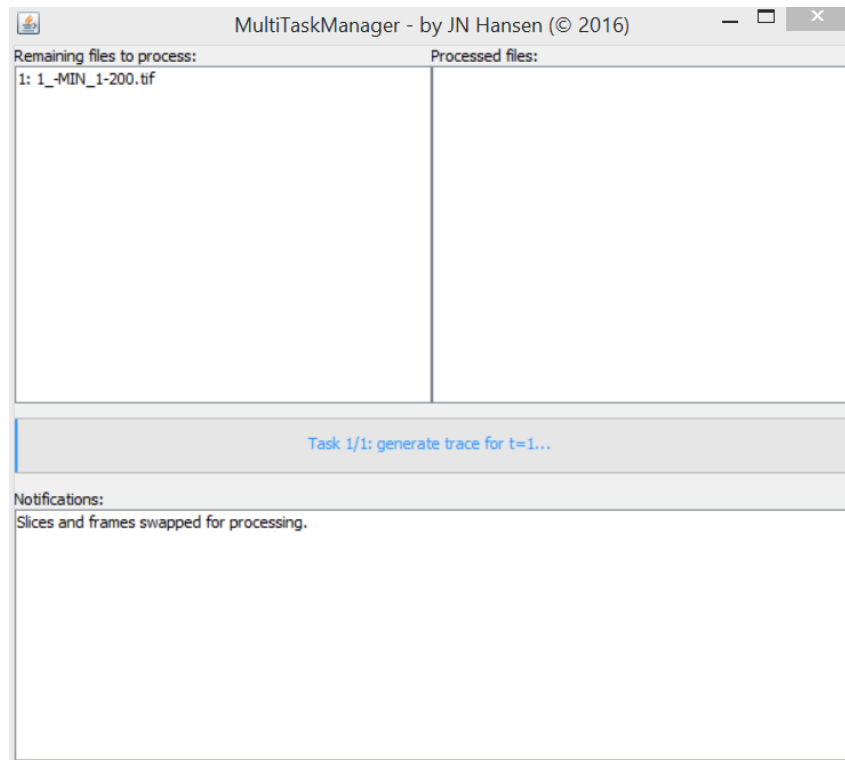 MultiTaskManager - by JN Hansen (© 2016)
Remaining files to process:
Processed files:
1: 1_-MIN_1-200.tif
Task 1/1: generate trace for t=1...
Notifications:
Slices and frames swapped for processing.